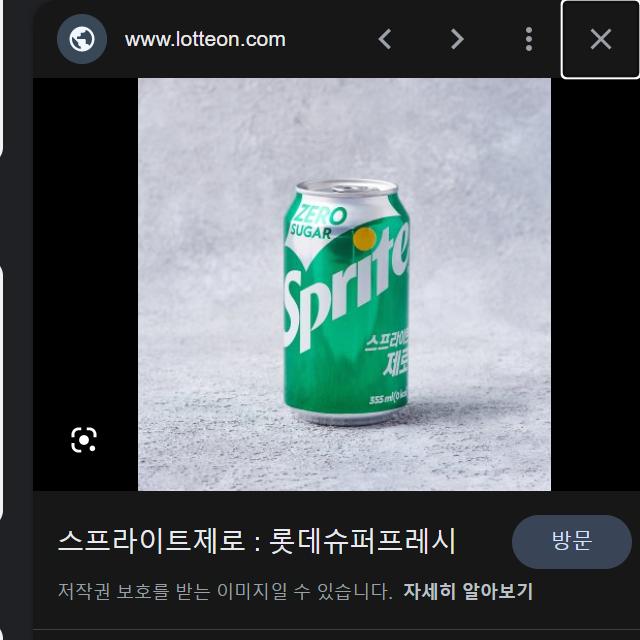 www.lotteon.com
ZERO
SUGAR
Sprite
스프라이트
제로
355 ml(0 kcal
스프라이트제로 : 롯데슈퍼프레시
방문
저작권 보호를 받는 이미지일 수 있습니다. 자세히 알아보기